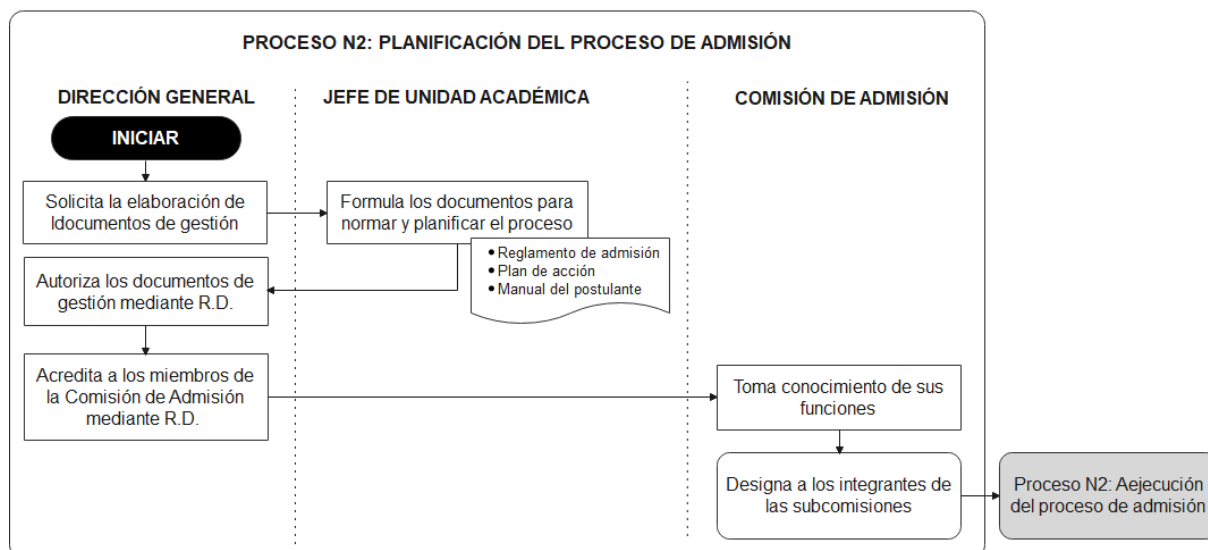 PROCESO N2: PLANIFICACIÓN DEL PROCESO DE ADMISIÓN
DIRECCIÓN GENERAL
JEFE DE UNIDAD ACADÉMICA
COMISIÓN DE ADMISIÓN
INICIAR
Solicita la elaboración de
ldocumentos de gestión
Formula los documentos para
normar y planificar el proceso
• Reglamento de admisión
• Plan de acción
• Manual del postulante
Autoriza los documentos de
gestión mediante R.D.
Acredita a los miembros de
la Comisión de Admisión
mediante R.D.
Toma conocimiento de sus
funciones
Designa a los integrantes de
las subcomisiones
Proceso N2: Aejecución
del proceso de admisión